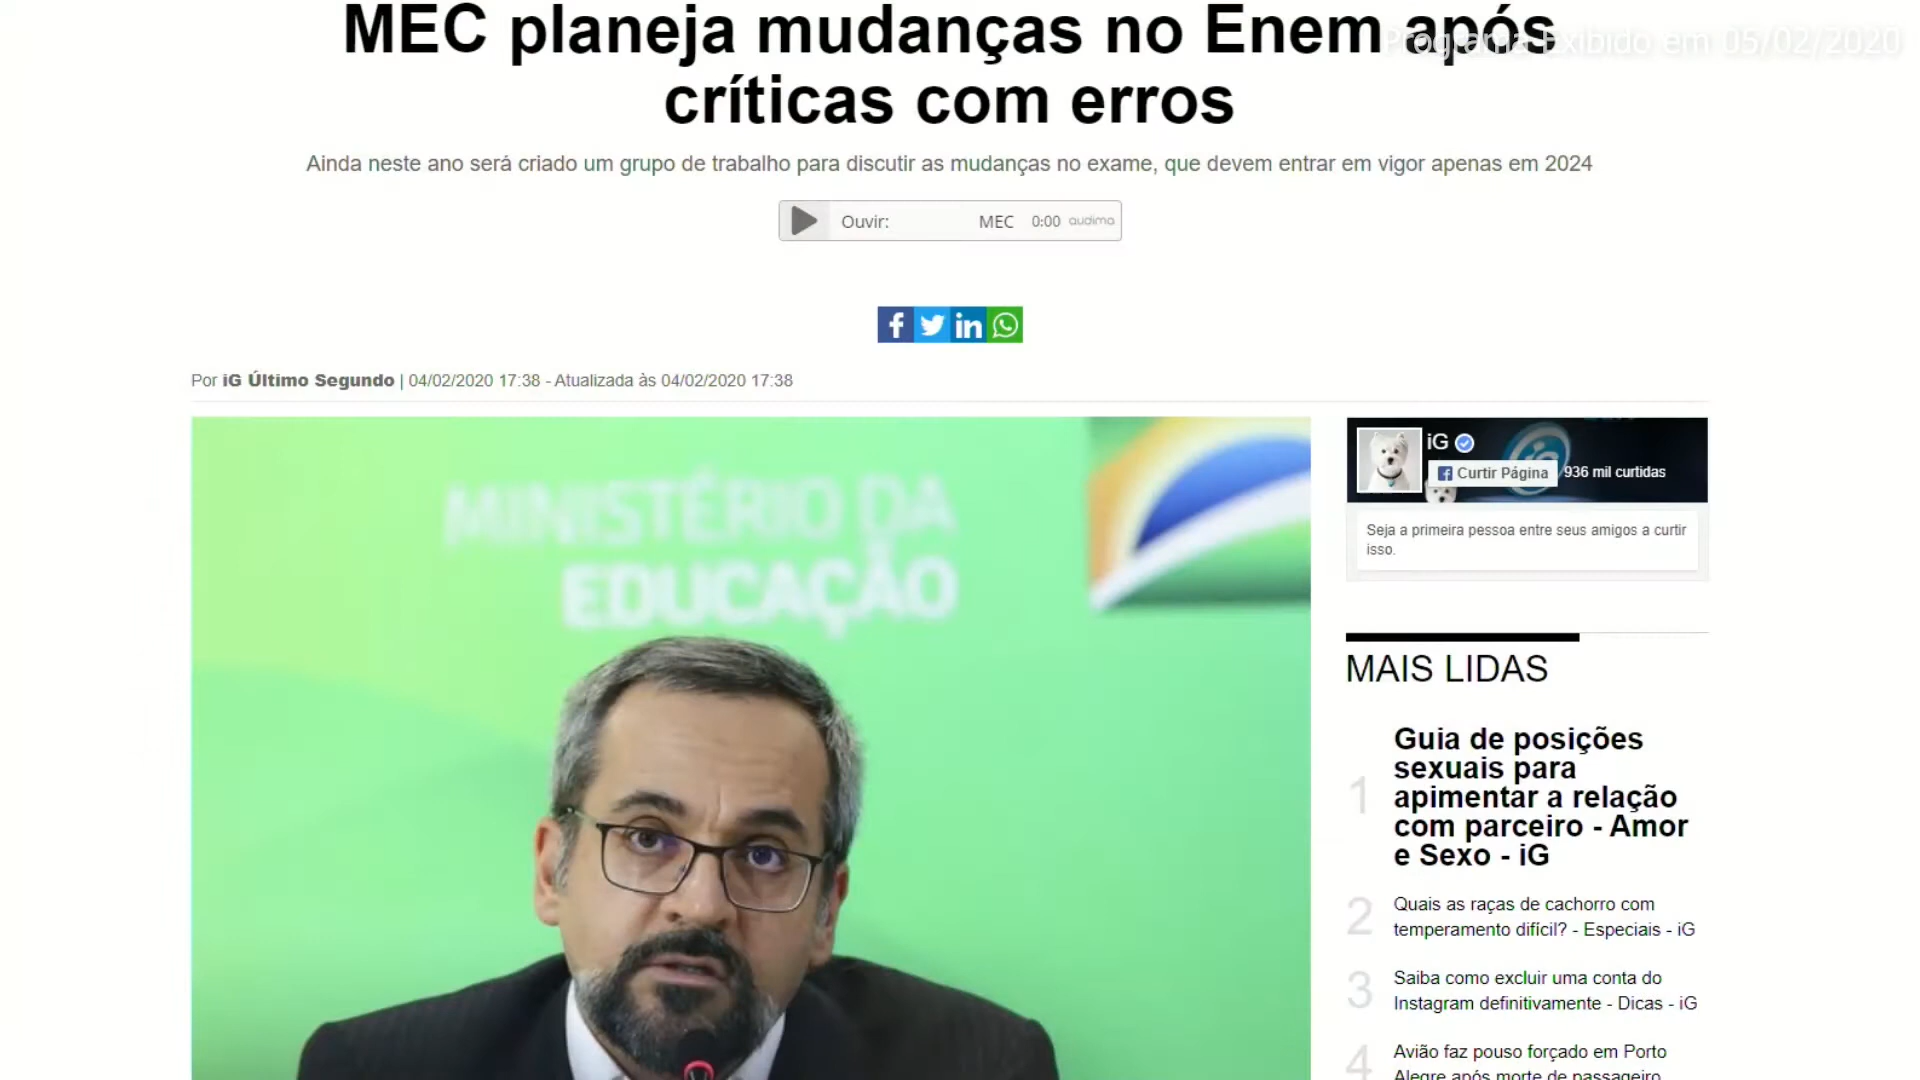 MEC planeja mudanças no Enem após
críticas com erros
Programa Exibido em 05/02/2020
Ainda neste ano será criado um grupo de trabalho para discutir as mudanças no exame, que devem entrar em vigor apenas em 2024
Ouvir: MEC 0:00 audima
Por iG Último Segundo | 04/02/2020 17:38 - Atualizada às 04/02/2020 17:38
MINISTÉRIO DA
EDUCAÇÃO
iG
Curtir Página 936 mil curtidas
Seja a primeira pessoa entre seus amigos a curtir
isso.
MAIS LIDAS
1
Guia de posições
sexuais para
apimentar a relação
com parceiro - Amor
e Sexo - iG
2
Quais as raças de cachorro com
temperamento difícil? - Especiais - iG
3
Saiba como excluir uma conta do
Instagram definitivamente - Dicas - iG
4
Avião faz pouso forçado em Porto
Alegre após morte de passageiro